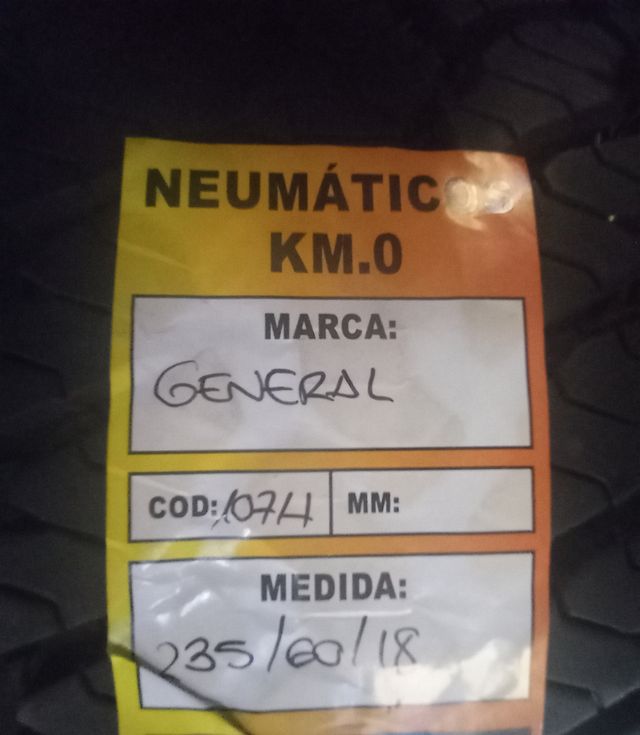 NEUMÁTICOS
KM.0
MARCA:
GENERAL
COD: 1074 MM:
MEDIDA:
235/60/18